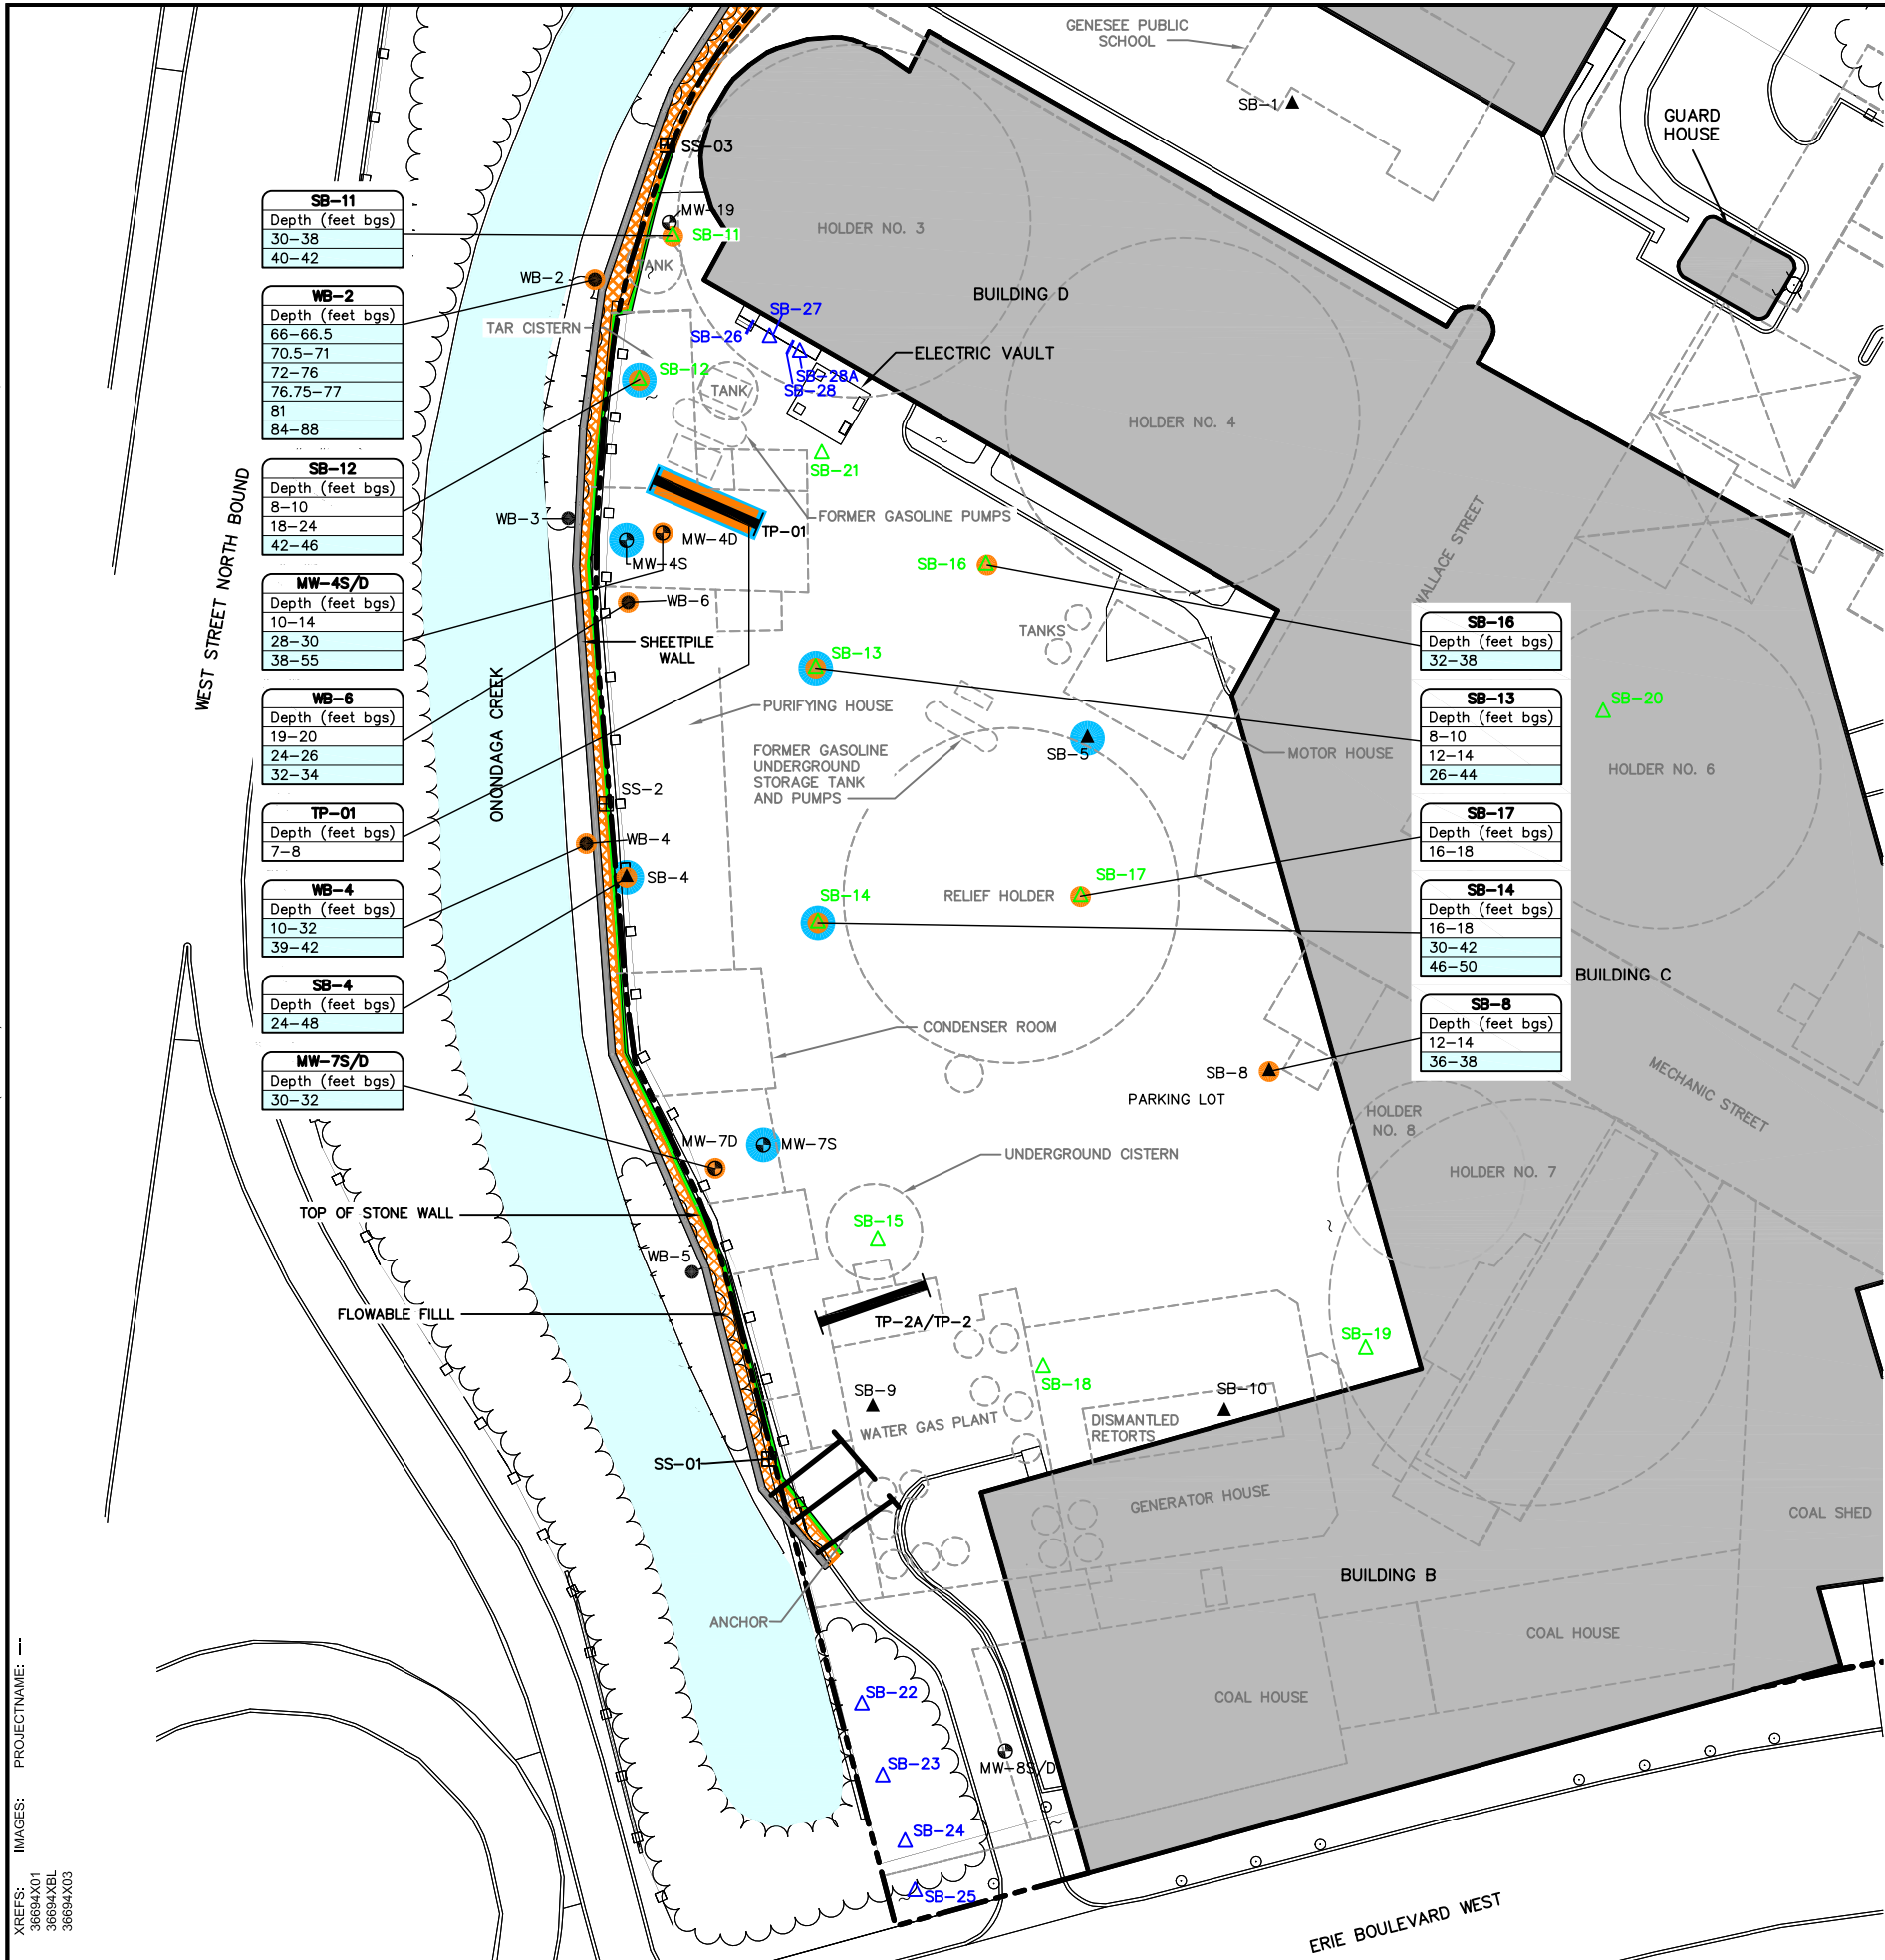 GENESEE PUBLIC
SCHOOL
SB-1
GUARD
HOUSE
SS-03
MW-19
SB-11
HOLDER NO. 3
TANK
WB-2
BUILDING D
TAR CISTERN
SB-27
SB-26
ELECTRIC VAULT
SB-28A
SB-28
SB-12
TANK
HOLDER NO. 4
SB-21
FORMER GASOLINE PUMPS
WB-3
TP-01
MW-4D
MW-4S
SB-16
WB-6
WALLACE STREET
WEST STREET NORTH BOUND
ONONDAGA CREEK
SHEETPILE
WALL
TANKS
SB-13
PURIFYING HOUSE
SB-20
FORMER GASOLINE
UNDERGROUND
STORAGE TANK
AND PUMPS
SB-5
MOTOR HOUSE
HOLDER NO. 6
SS-2
WB-4
SB-4
SB-14
RELIEF HOLDER
SB-17
BUILDING C
CONDENSER ROOM
SB-8
PARKING LOT
MECHANIC STREET
HOLDER
NO. 8
HOLDER NO. 7
MW-7D
MW-7S
UNDERGROUND CISTERN
TOP OF STONE WALL
SB-15
WB-5
FLOWABLE FILLL
TP-2A/TP-2
SB-19
SB-18
SB-9
SB-10
WATER GAS PLANT
DISMANTLED
RETORTS
SS-01
GENERATOR HOUSE
COAL SHED
BUILDING B
ANCHOR
COAL HOUSE
COAL HOUSE
SB-22
SB-23
MW-8S/D
SB-24
SB-25
ERIE BOULEVARD WEST
SB-11
Depth (feet bgs)
30-38
40-42
WB-2
Depth (feet bgs)
66-66.5
70.5-71
72-76
76.75-77
81
84-88
SB-12
Depth (feet bgs)
8-10
18-24
42-46
MW-4S/D
Depth (feet bgs)
10-14
28-30
38-55
WB-6
Depth (feet bgs)
19-20
24-26
32-34
TP-01
Depth (feet bgs)
7-8
WB-4
Depth (feet bgs)
10-32
39-42
SB-4
Depth (feet bgs)
24-48
MW-7S/D
Depth (feet bgs)
30-32
SB-16
Depth (feet bgs)
32-38
SB-13
Depth (feet bgs)
8-10
12-14
26-44
SB-17
Depth (feet bgs)
16-18
SB-14
Depth (feet bgs)
16-18
30-42
46-50
SB-8
Depth (feet bgs)
12-14
36-38
XREFS: IMAGES: PROJECTNAME: ---
36694X01
36694XBL
36694X03